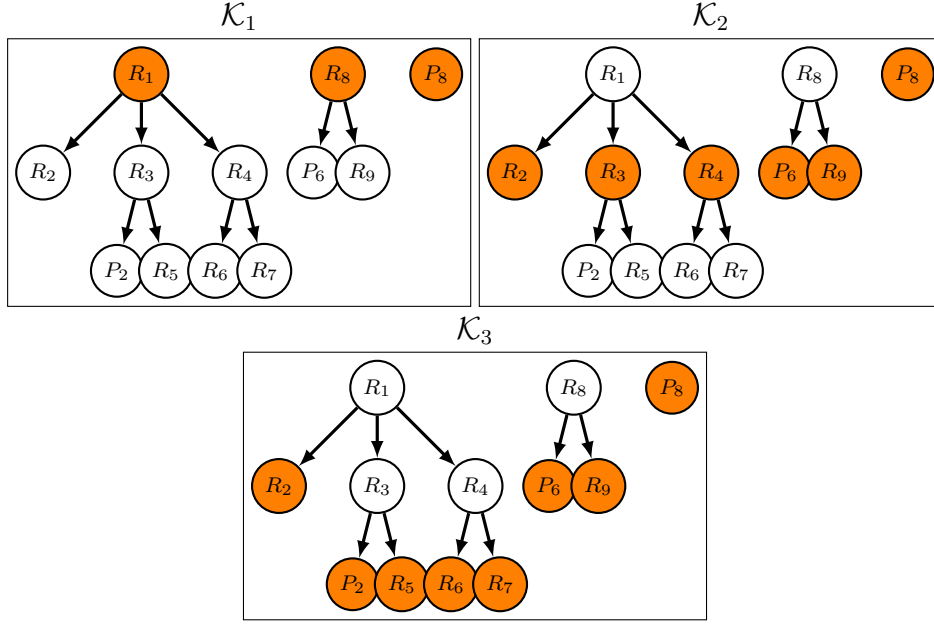 𝒦₁
R₁ R₈ P₈
R₂ R₃ R₄ P₆ R₉
P₂ R₅ R₆ R₇
𝒦₂
R₁ R₈ P₈
R₂ R₃ R₄ P₆ R₉
P₂ R₅ R₆ R₇
𝒦₃
R₁ R₈ P₈
R₂ R₃ R₄ P₆ R₉
P₂ R₅ R₆ R₇